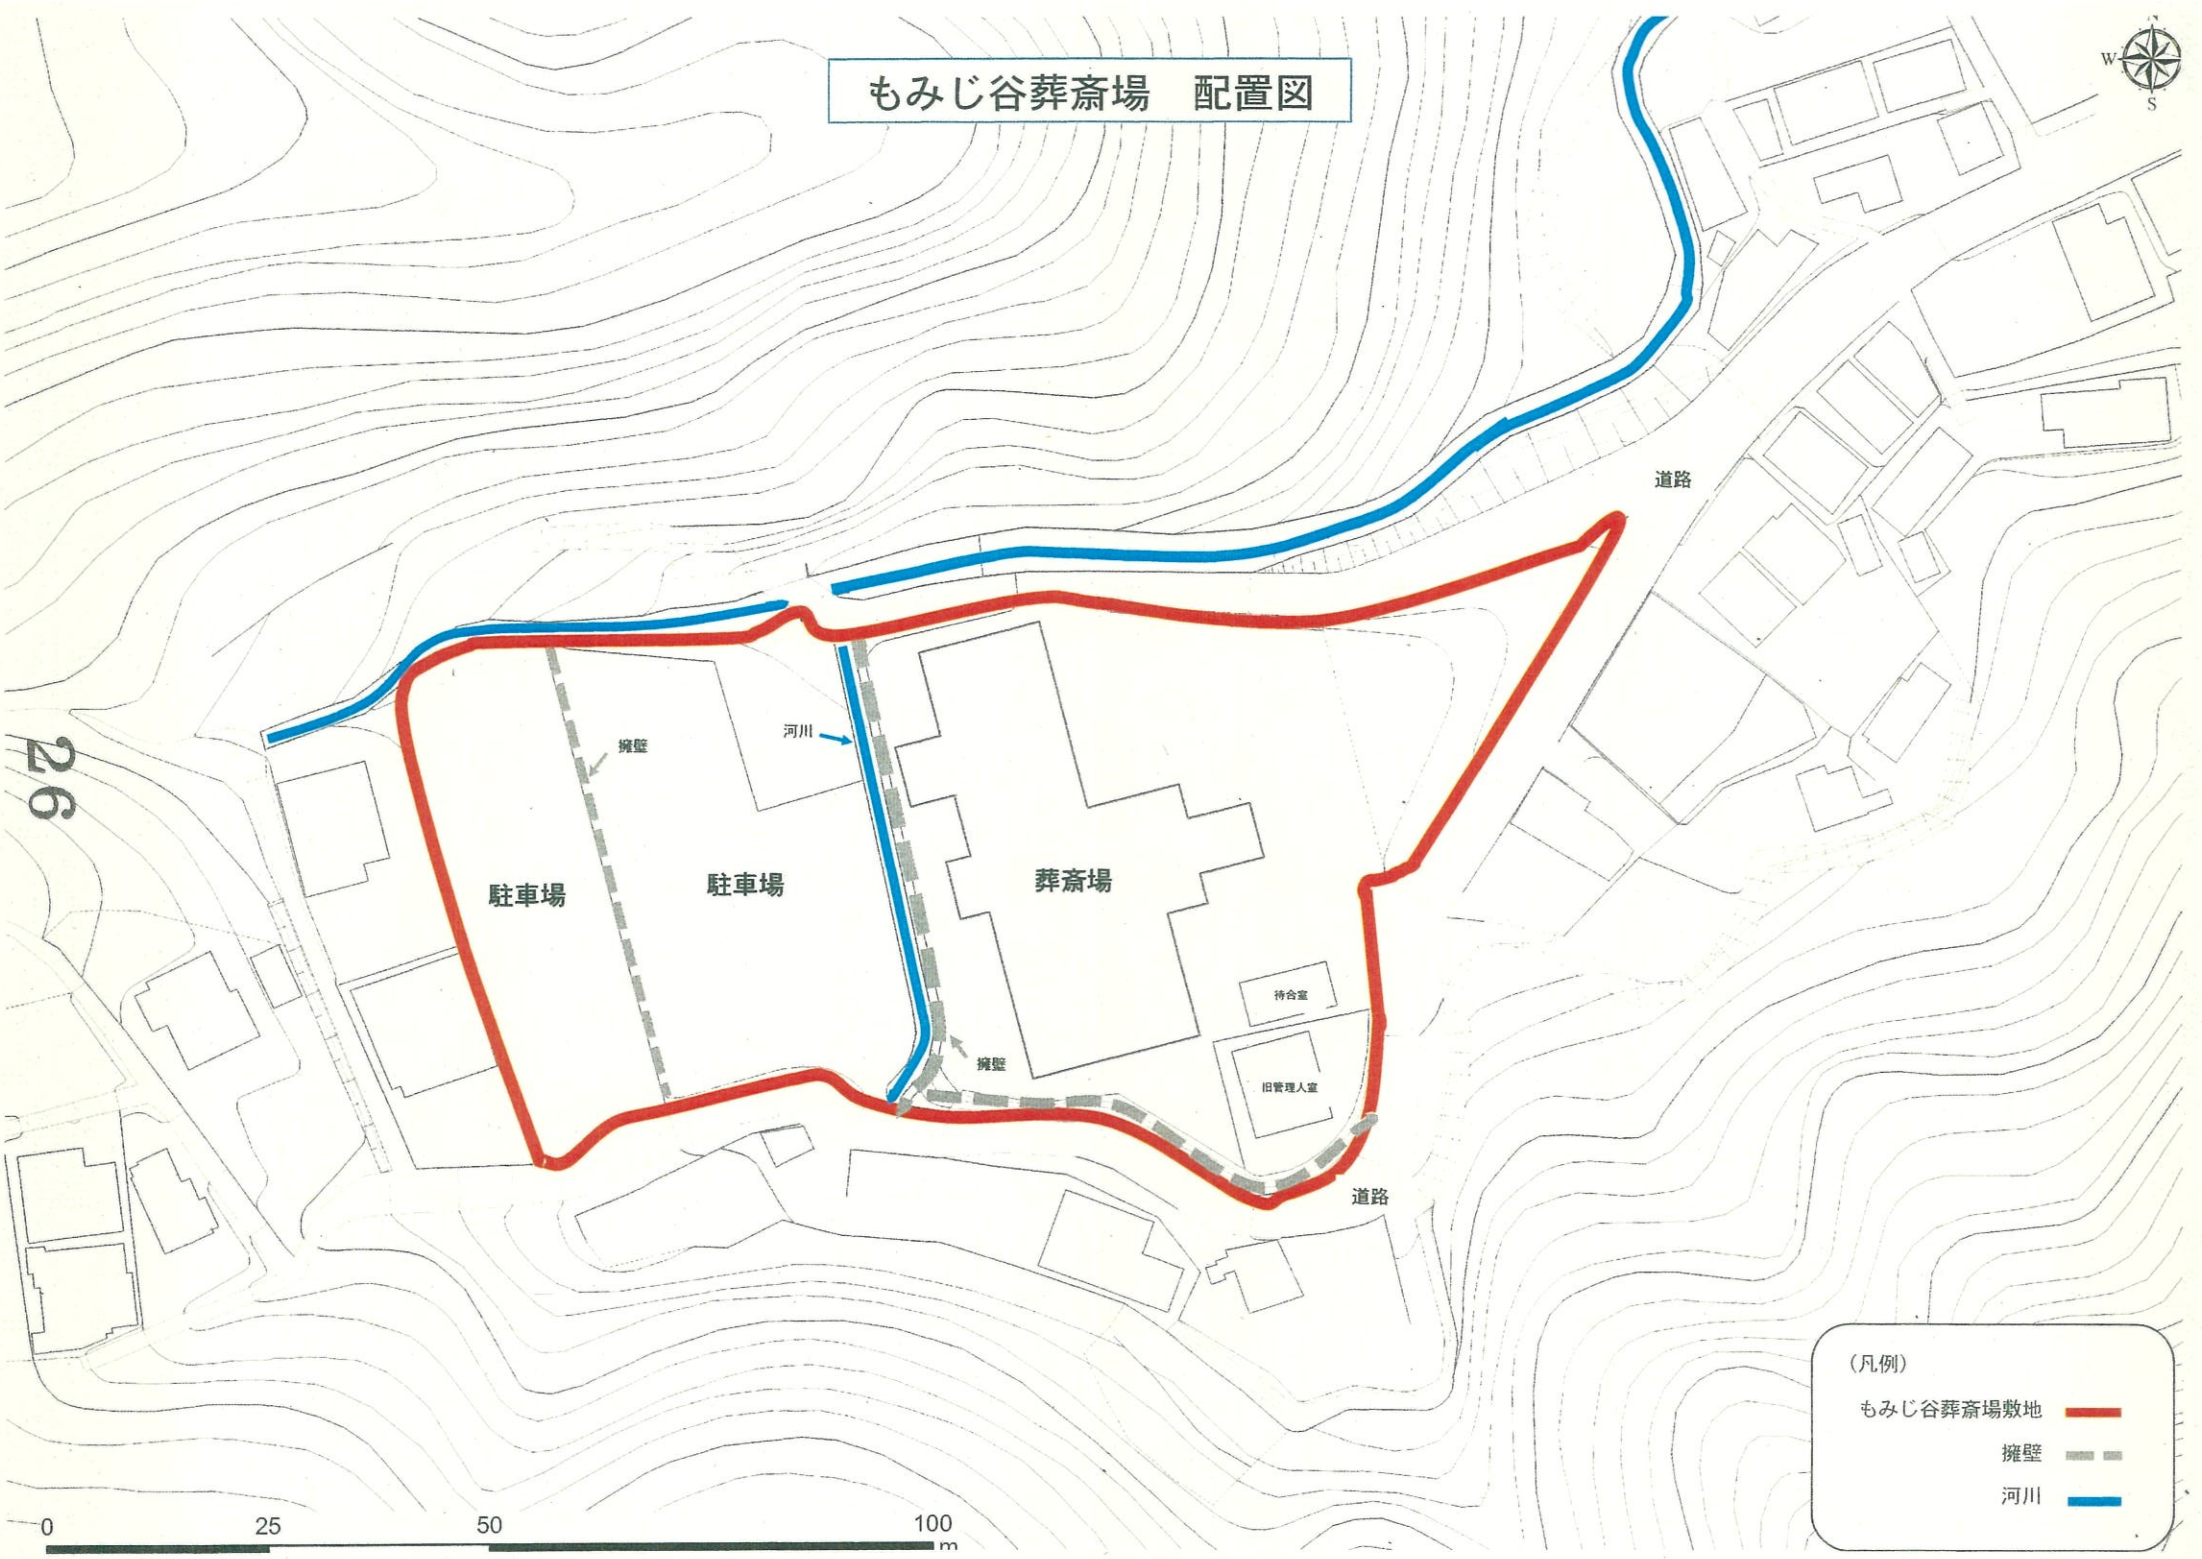 もみじ谷葬斎場 配置図
N
W
S
道路
河川
擁壁
駐車場
駐車場
葬斎場
26
待合室
擁壁
旧管理人室
道路
(凡例)
もみじ谷葬斎場敷地
擁壁
河川
0 25 50 100
m